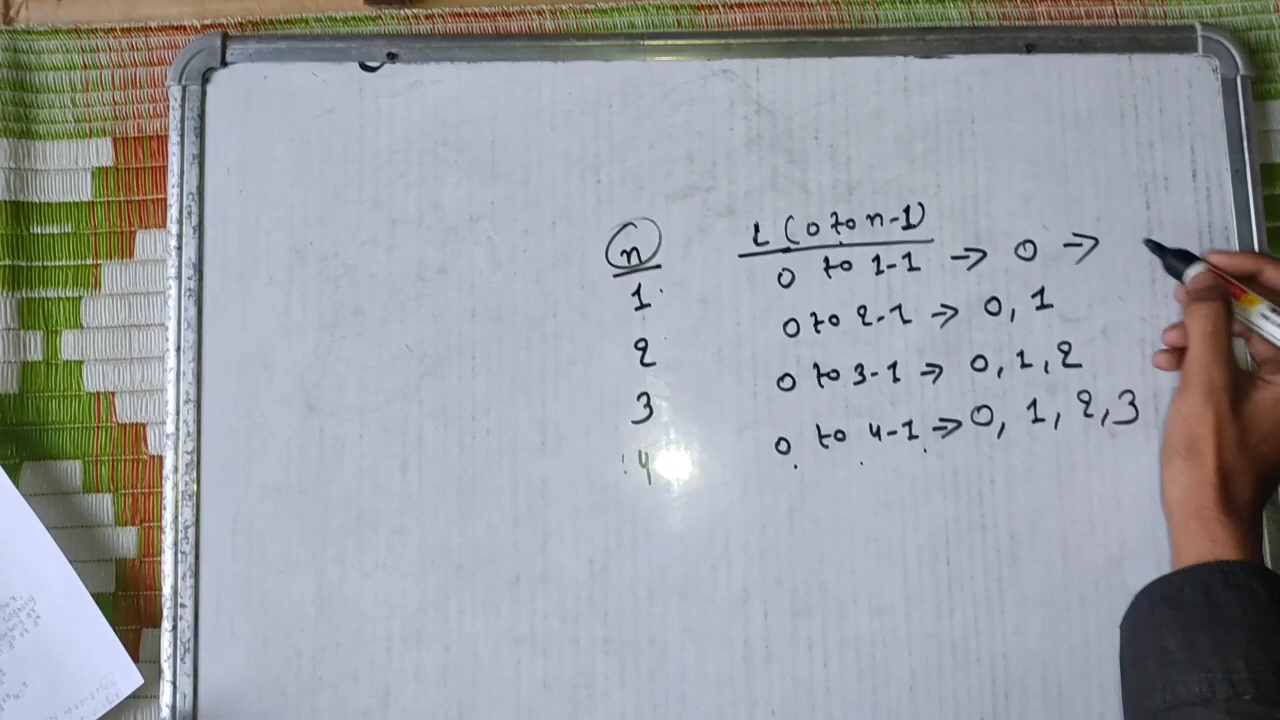 n l (0 to n-1)
1 0 to 1-1 -> 0 ->
2 0 to 2-1 -> 0, 1
3 0 to 3-1 -> 0, 1, 2
4 0 to 4-1 -> 0, 1, 2, 3